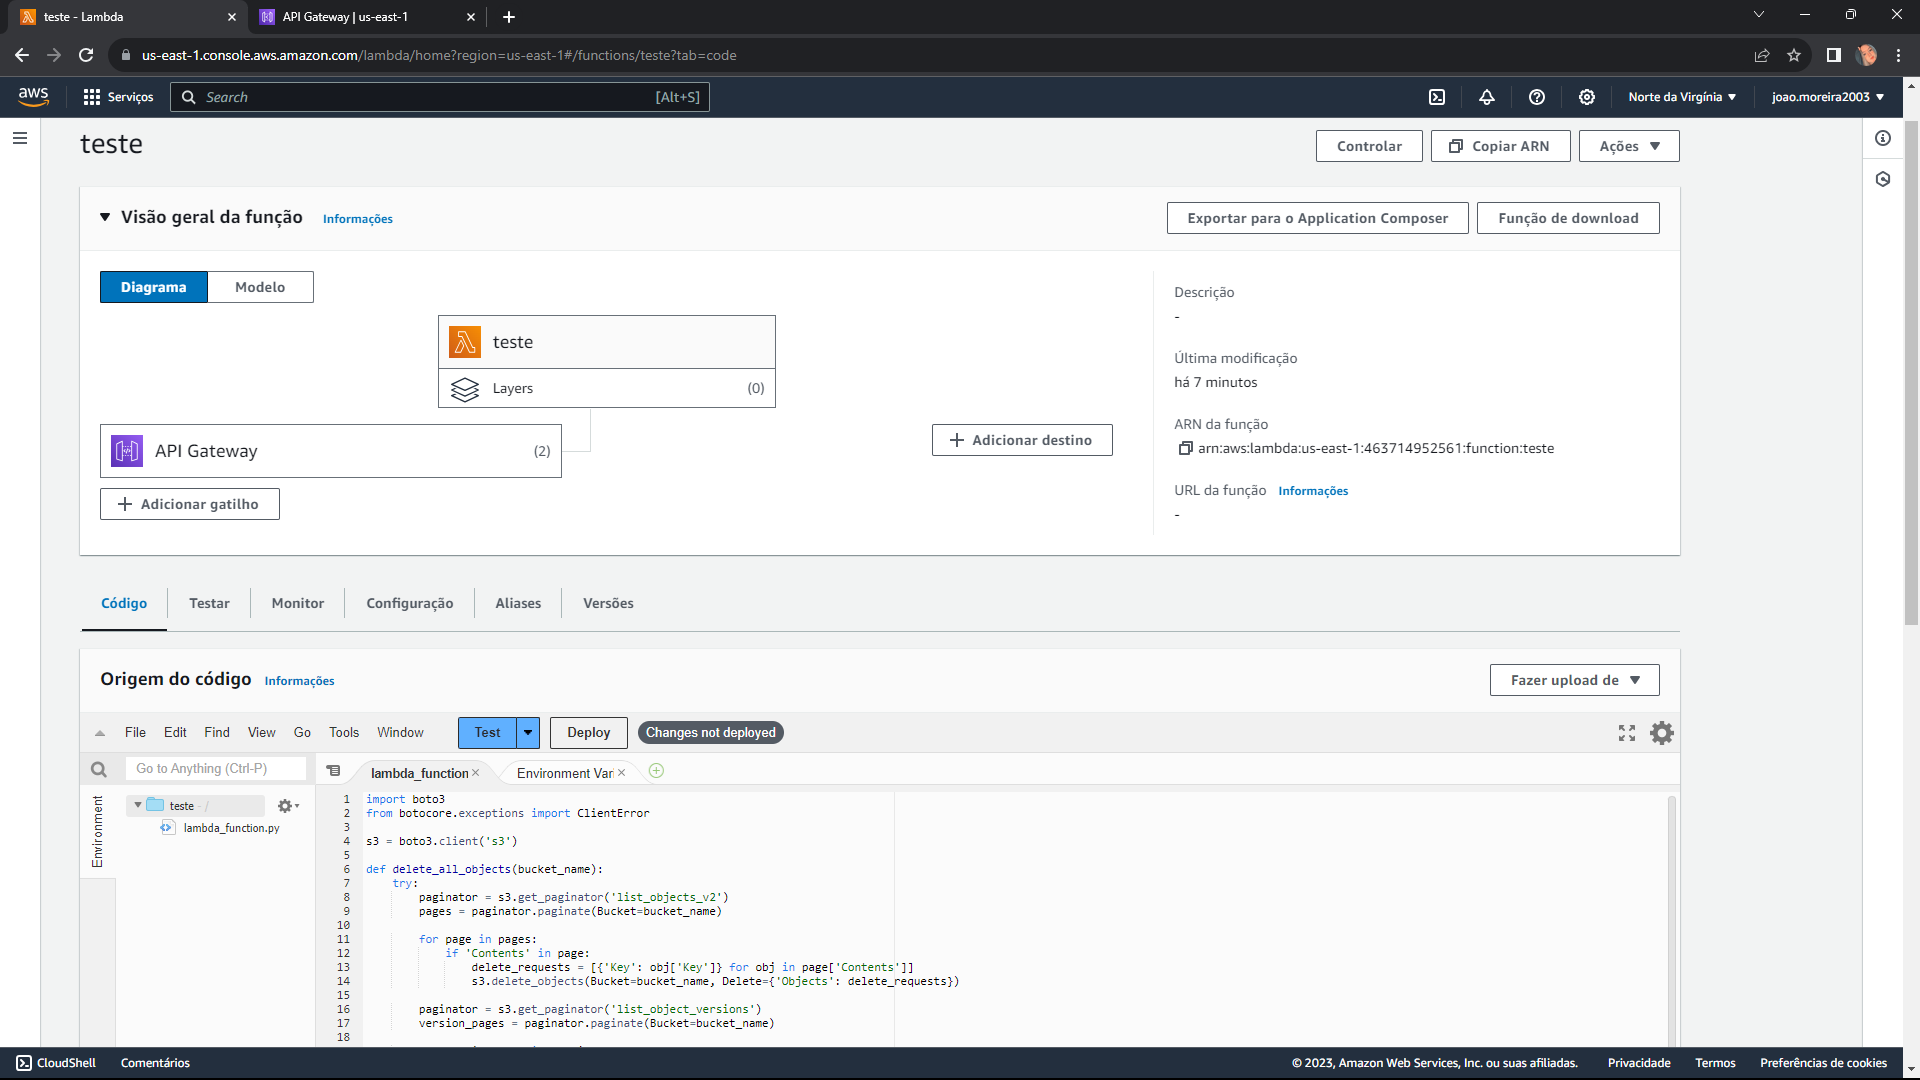 teste - Lambda
API Gateway | us-east-1
us-east-1.console.aws.amazon.com/lambda/home?region=us-east-1#/functions/teste?tab=code
aws
Serviços
Search
[Alt+S]
Norte da Virgínia
joao.moreira2003
teste
Controlar
Copiar ARN
Ações
Visão geral da função
Informações
Exportar para o Application Composer
Função de download
Diagrama
Modelo
teste
Layers
(0)
API Gateway
(2)
Adicionar gatilho
Adicionar destino
Descrição
-
Última modificação
há 7 minutos
ARN da função
arn:aws:lambda:us-east-1:463714952561:function:teste
URL da função
Informações
-
Código
Testar
Monitor
Configuração
Aliases
Versões
Origem do código
Informações
Fazer upload de
File
Edit
Find
View
Go
Tools
Window
Test
Deploy
Changes not deployed
Go to Anything (Ctrl-P)
lambda_function
Environment Vari
Environment
teste - /
lambda_function.py
1 import boto3
2 from botocore.exceptions import ClientError
3
4 s3 = boto3.client('s3')
5
6 def delete_all_objects(bucket_name):
7 try:
8 paginator = s3.get_paginator('list_objects_v2')
9 pages = paginator.paginate(Bucket=bucket_name)
10
11 for page in pages:
12 if 'Contents' in page:
13 delete_requests = [{'Key': obj['Key']} for obj in page['Contents']]
14 s3.delete_objects(Bucket=bucket_name, Delete={'Objects': delete_requests})
15
16 paginator = s3.get_paginator('list_object_versions')
17 version_pages = paginator.paginate(Bucket=bucket_name)
18
CloudShell
Comentários
© 2023, Amazon Web Services, Inc. ou suas afiliadas.
Privacidade
Termos
Preferências de cookies